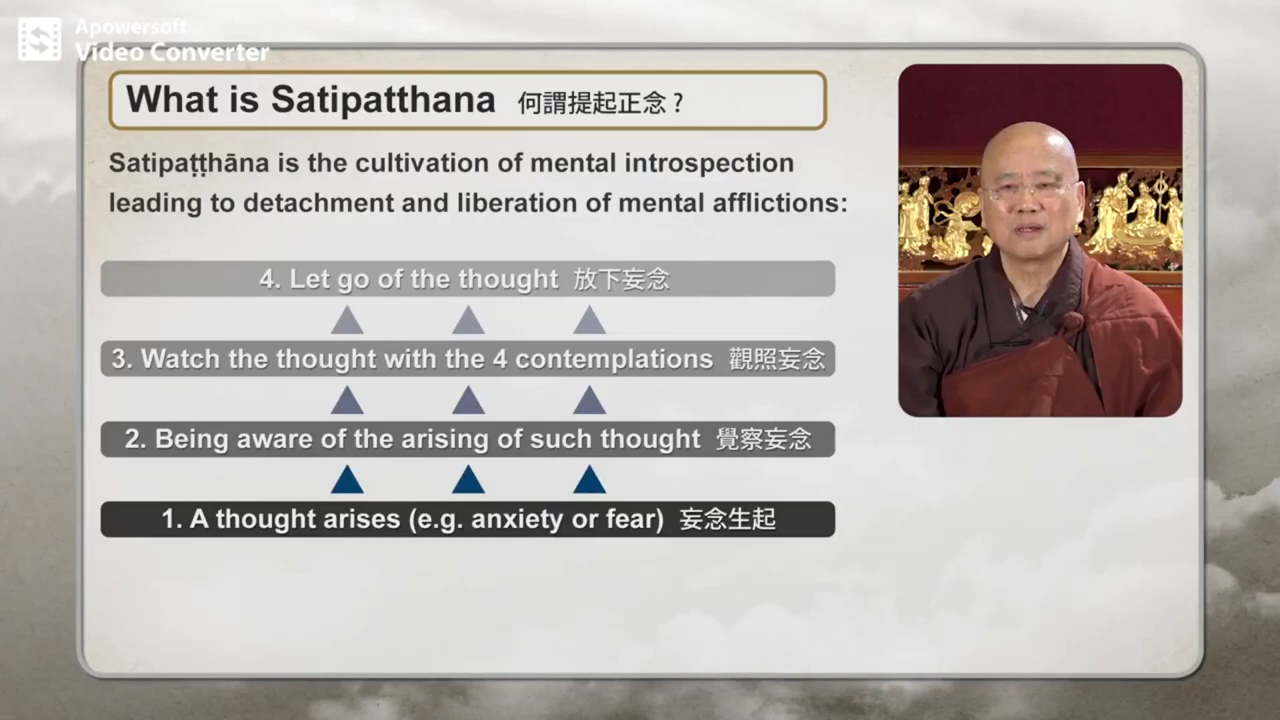 Apowersoft
Video Converter
What is Satipatthana 何謂提起正念 ?
Satipaṭṭhāna is the cultivation of mental introspection
leading to detachment and liberation of mental afflictions:
4. Let go of the thought 放下妄念
3. Watch the thought with the 4 contemplations 觀照妄念
2. Being aware of the arising of such thought 覺察妄念
1. A thought arises (e.g. anxiety or fear) 妄念生起